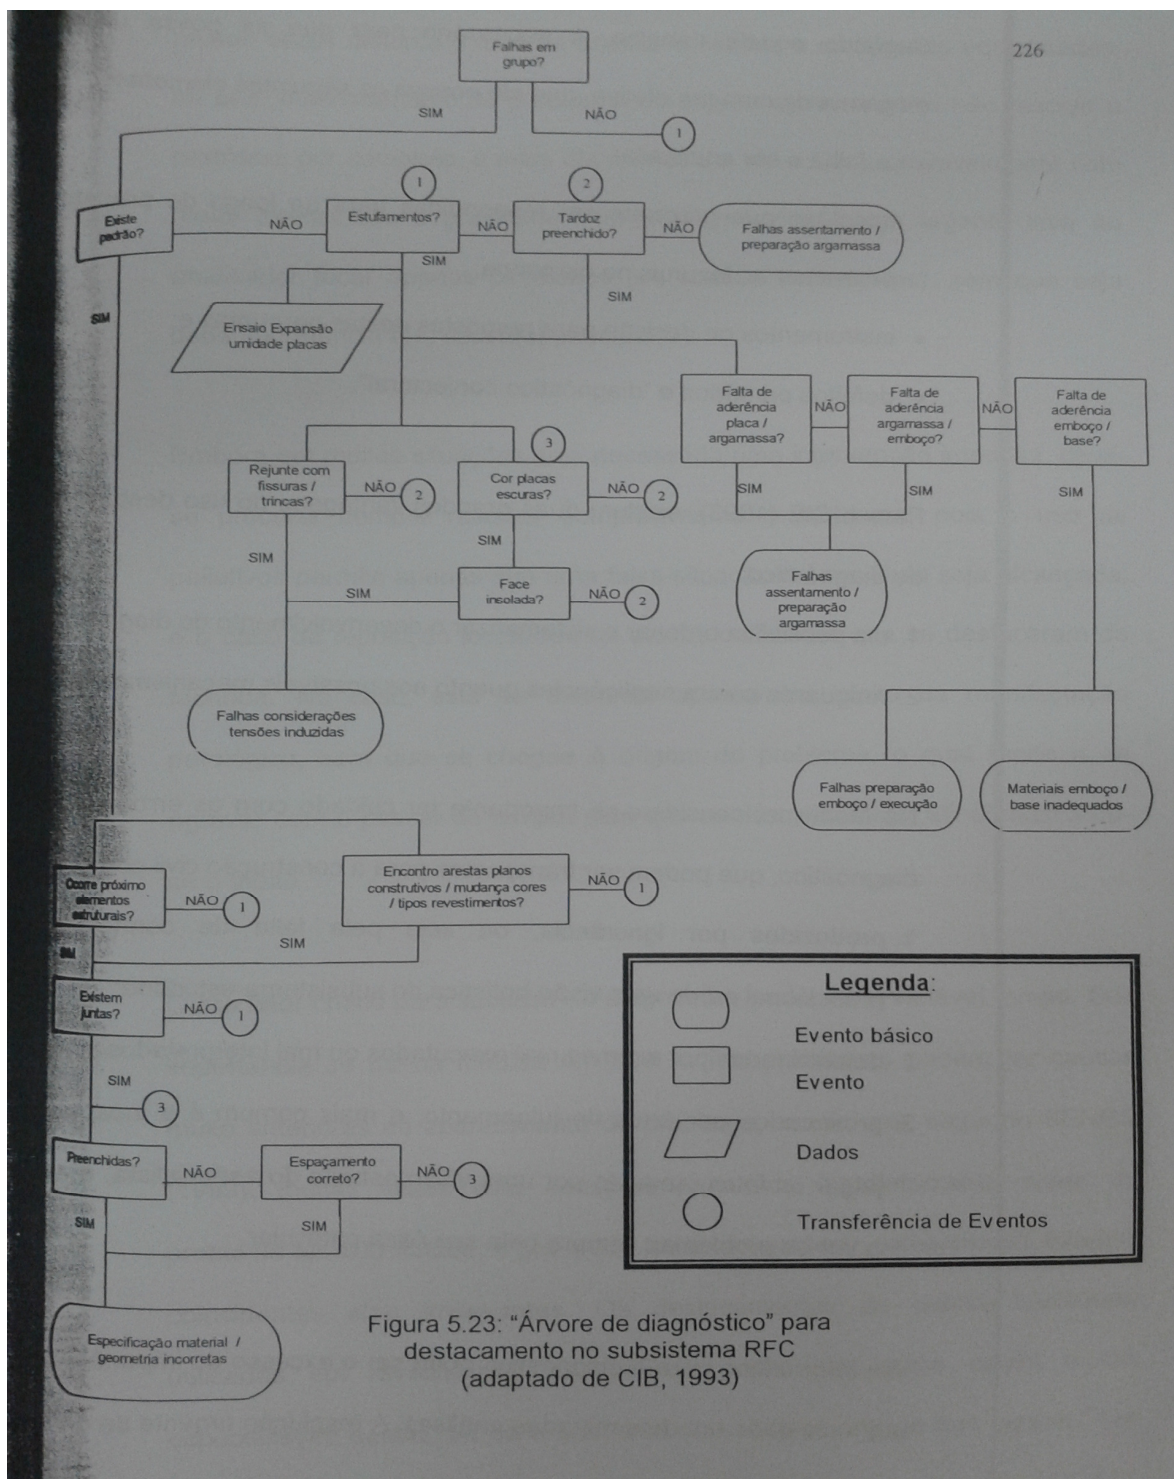 226
Falhas em
grupo?
SIM
NÃO
1
1
2
Existe
padrão?
NÃO
Estufamentos?
NÃO
Tardoz
preenchido?
NÃO
Falhas assentamento /
preparação argamassa
SIM
SIM
SIM
Ensaio Expansão
umidade placas
Falta de
aderência
placa /
argamassa?
NÃO
Falta de
aderência
argamassa /
emboço?
NÃO
Falta de
aderência
emboço /
base?
3
Rejunte com
fissuras /
trincas?
NÃO
2
Cor placas
escuras?
NÃO
2
SIM
SIM
SIM
SIM
SIM
Face
insolada?
NÃO
2
SIM
Falhas
assentamento /
preparação
argamassa
Falhas considerações
tensões induzidas
Falhas preparação
emboço / execução
Materiais emboço /
base inadequados
Ocorre próximo
elementos
estruturais?
NÃO
1
Encontro arestas planos
construtivos / mudança cores
/ tipos revestimentos?
NÃO
1
SIM
SIM
Existem
juntas?
NÃO
1
SIM
3
Preenchidas?
NÃO
Espaçamento
correto?
NÃO
3
SIM
SIM
Especificação material /
geometria incorretas
Legenda:
Evento básico
Evento
Dados
Transferência de Eventos
Figura 5.23: “Árvore de diagnóstico” para
destacamento no subsistema RFC
(adaptado de CIB, 1993)